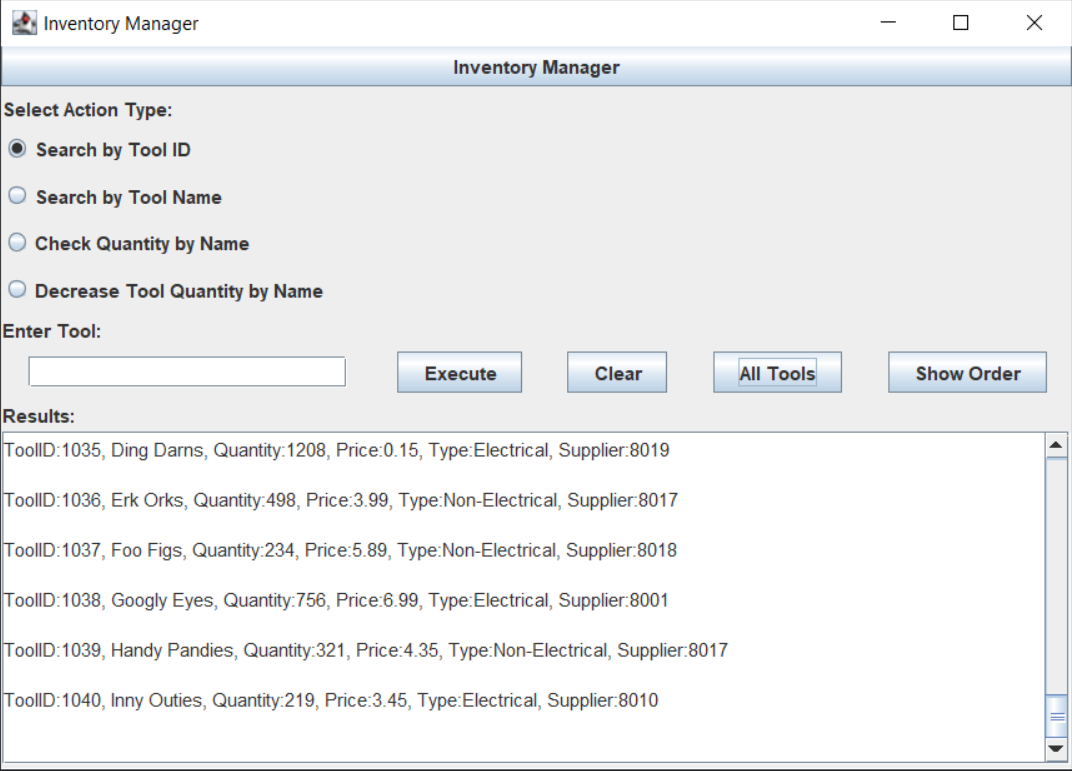 Inventory Manager
Inventory Manager
Select Action Type:
Search by Tool ID
Search by Tool Name
Check Quantity by Name
Decrease Tool Quantity by Name
Enter Tool:
Execute Clear All Tools Show Order
Results:
ToolID:1035, Ding Darns, Quantity:1208, Price:0.15, Type:Electrical, Supplier:8019
ToolID:1036, Erk Orks, Quantity:498, Price:3.99, Type:Non-Electrical, Supplier:8017
ToolID:1037, Foo Figs, Quantity:234, Price:5.89, Type:Non-Electrical, Supplier:8018
ToolID:1038, Googly Eyes, Quantity:756, Price:6.99, Type:Electrical, Supplier:8001
ToolID:1039, Handy Pandies, Quantity:321, Price:4.35, Type:Non-Electrical, Supplier:8017
ToolID:1040, Inny Outies, Quantity:219, Price:3.45, Type:Electrical, Supplier:8010